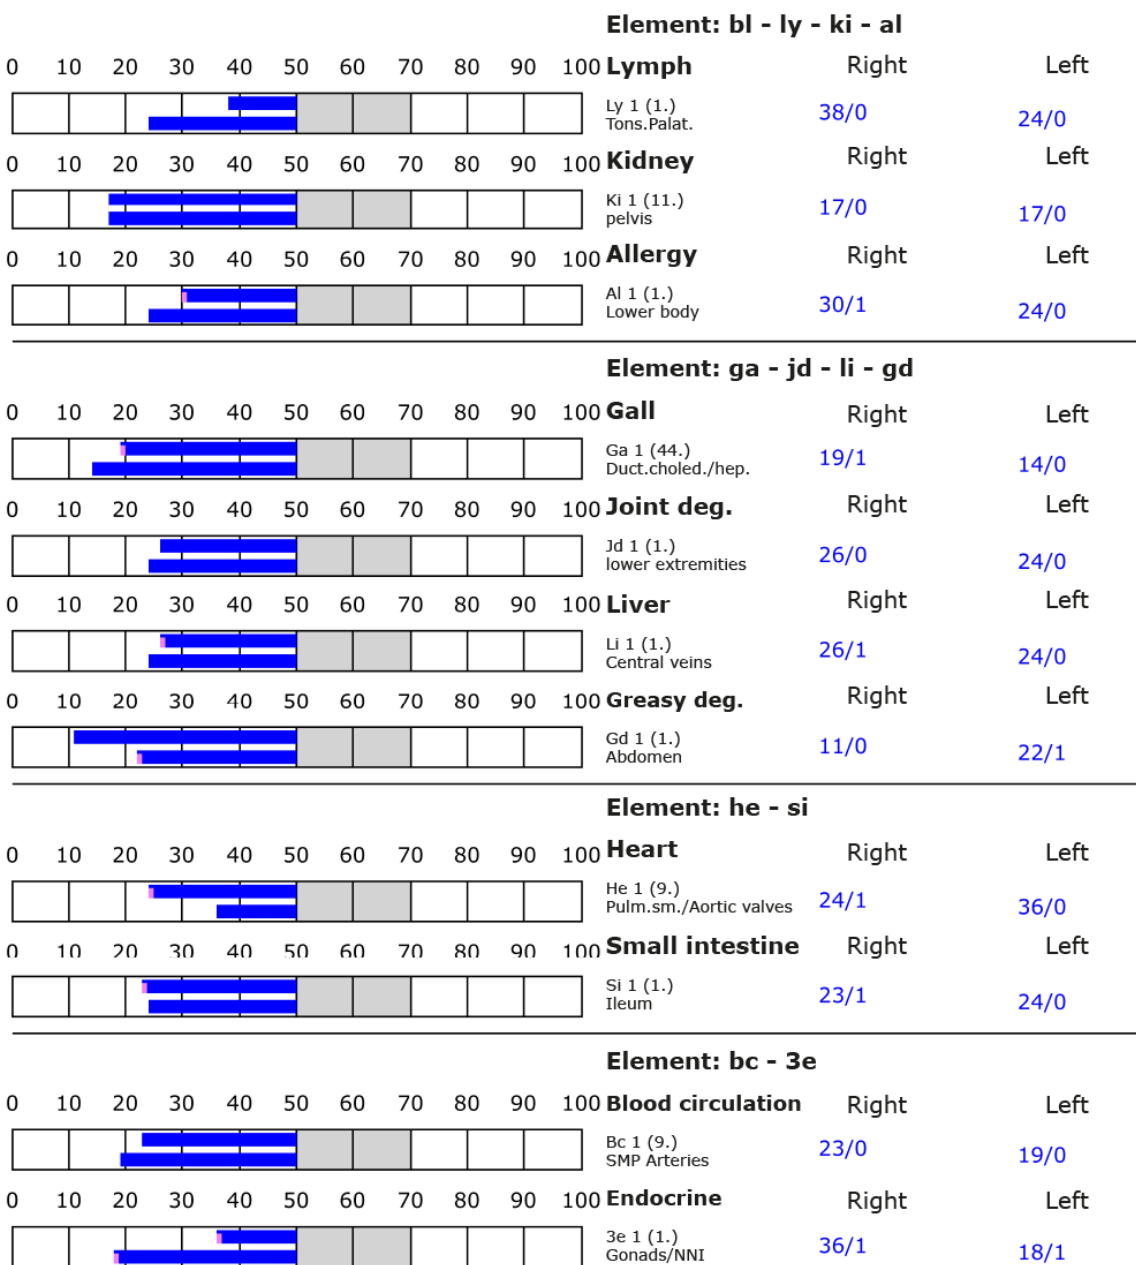 Element: bl - ly - ki - al
0 10 20 30 40 50 60 70 80 90 100 Lymph Right Left
Ly 1 (1.) 38/0 24/0
Tons.Palat.
0 10 20 30 40 50 60 70 80 90 100 Kidney Right Left
Ki 1 (11.) 17/0 17/0
pelvis
0 10 20 30 40 50 60 70 80 90 100 Allergy Right Left
Al 1 (1.) 30/1 24/0
Lower body
Element: ga - jd - li - gd
0 10 20 30 40 50 60 70 80 90 100 Gall Right Left
Ga 1 (44.) 19/1 14/0
Duct.choled./hep.
0 10 20 30 40 50 60 70 80 90 100 Joint deg. Right Left
Jd 1 (1.) 26/0 24/0
lower extremities
0 10 20 30 40 50 60 70 80 90 100 Liver Right Left
Li 1 (1.) 26/1 24/0
Central veins
0 10 20 30 40 50 60 70 80 90 100 Greasy deg. Right Left
Gd 1 (1.) 11/0 22/1
Abdomen
Element: he - si
0 10 20 30 40 50 60 70 80 90 100 Heart Right Left
He 1 (9.) 24/1 36/0
Pulm.sm./Aortic valves
0 10 20 30 40 50 60 70 80 90 100 Small intestine Right Left
Si 1 (1.) 23/1 24/0
Ileum
Element: bc - 3e
0 10 20 30 40 50 60 70 80 90 100 Blood circulation Right Left
Bc 1 (9.) 23/0 19/0
SMP Arteries
0 10 20 30 40 50 60 70 80 90 100 Endocrine Right Left
3e 1 (1.) 36/1 18/1
Gonads/NNI